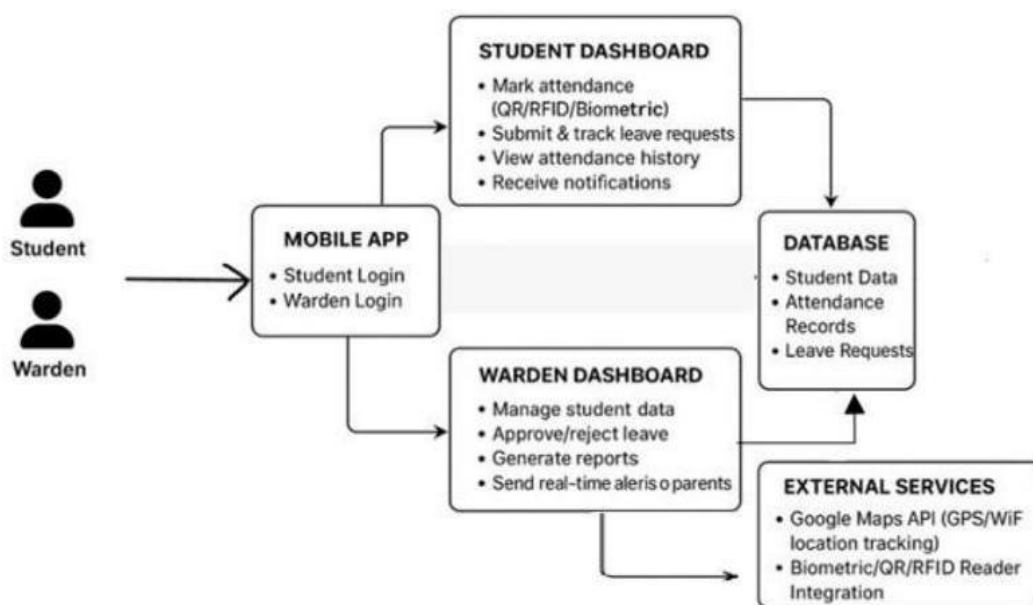 Student
Warden
MOBILE APP
• Student Login
• Warden Login
STUDENT DASHBOARD
• Mark attendance
(QR/RFID/Biometric)
• Submit & track leave requests
• View attendance history
• Receive notifications
WARDEN DASHBOARD
• Manage student data
• Approve/reject leave
• Generate reports
• Send real-time aleris o parents
DATABASE
• Student Data
• Attendance
Records
• Leave Requests
EXTERNAL SERVICES
• Google Maps API (GPS/WiF
location tracking)
• Biometric/QR/RFID Reader
Integration